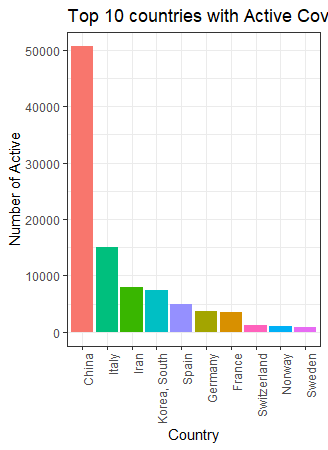 Top 10 countries with Active Cov
50000
40000
30000
20000
10000
0
Number of Active
China
Italy
Iran
Korea, South
Spain
Germany
France
Switzerland
Norway
Sweden
Country